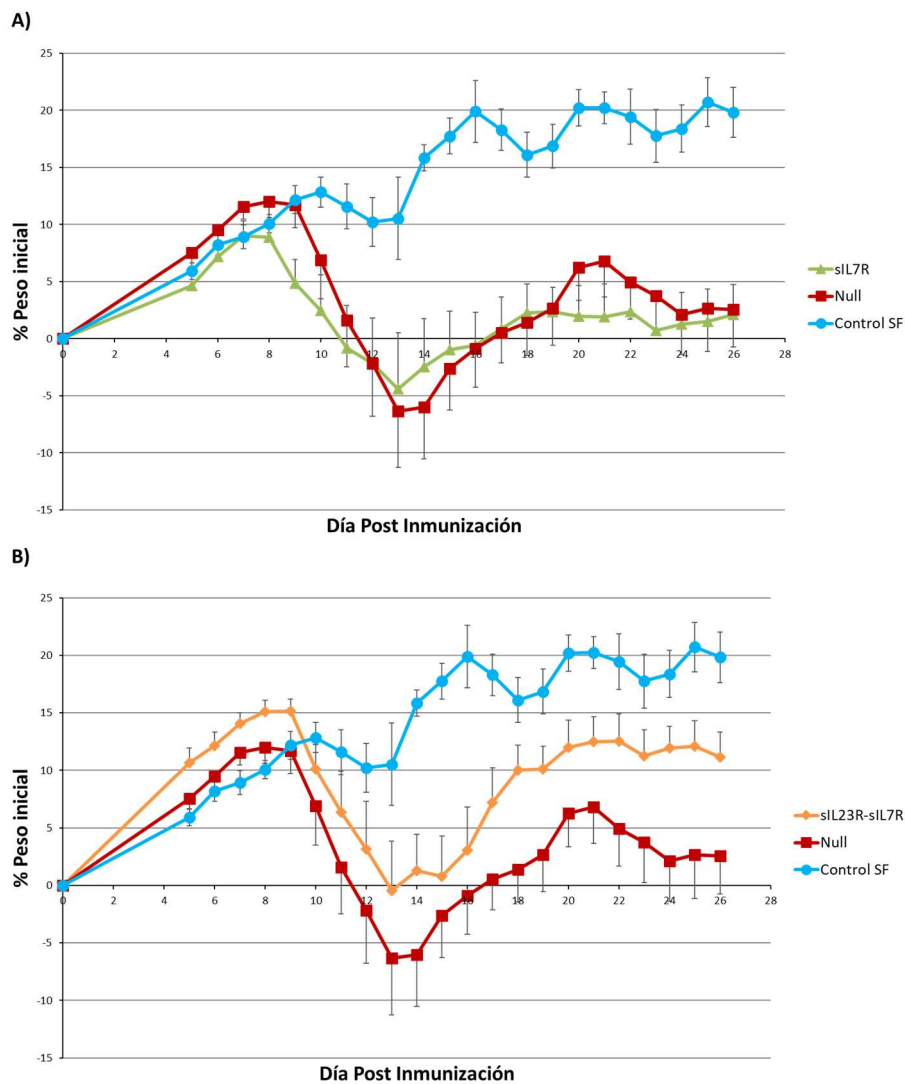 A)
25
20
15
10
5
0
-5
-10
-15
0 2 4 6 8 10 12 14 16 18 20 22 24 26 28
% Peso inicial
Día Post Inmunización
sIL7R
Null
Control SF
B)
25
20
15
10
5
0
-5
-10
-15
0 2 4 6 8 10 12 14 16 18 20 22 24 26 28
% Peso inicial
Día Post Inmunización
sIL23R-sIL7R
Null
Control SF